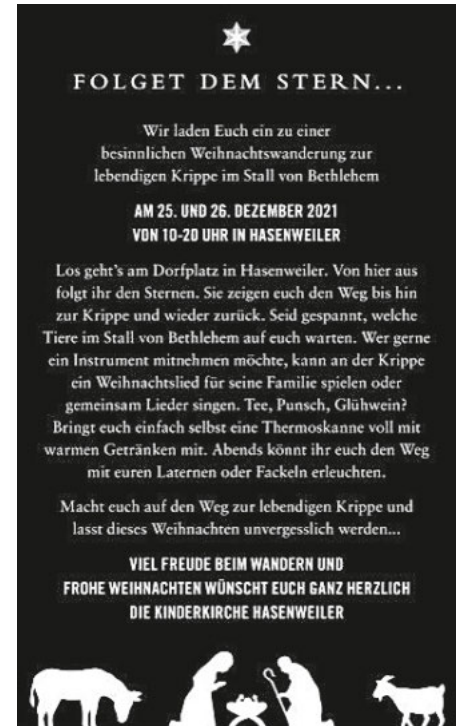 FOLGET DEM STERN...
Wir laden Euch ein zu einer
besinnlichen Weihnachtswanderung zur
lebendigen Krippe im Stall von Bethlehem
AM 25. UND 26. DEZEMBER 2021
VON 10-20 UHR IN HASENWEILER
Los geht's am Dorfplatz in Hasenweiler. Von hier aus
folgt ihr den Sternen. Sie zeigen euch den Weg bis hin
zur Krippe und wieder zurück. Seid gespannt, welche
Tiere im Stall von Bethlehem auf euch warten. Wer gerne
ein Instrument mitnehmen möchte, kann an der Krippe
ein Weihnachtslied für seine Familie spielen oder
gemeinsam Lieder singen. Tee, Punsch, Glühwein?
Bringt euch einfach selbst eine Thermoskanne voll mit
warmen Getränken mit. Abends könnt ihr euch den Weg
mit euren Laternen oder Fackeln erleuchten.
Macht euch auf den Weg zur lebendigen Krippe und
lasst dieses Weihnachten unvergesslich werden...
VIEL FREUDE BEIM WANDERN UND
FROHE WEIHNACHTEN WÜNSCHT EUCH GANZ HERZLICH
DIE KINDERKIRCHE HASENWEILER